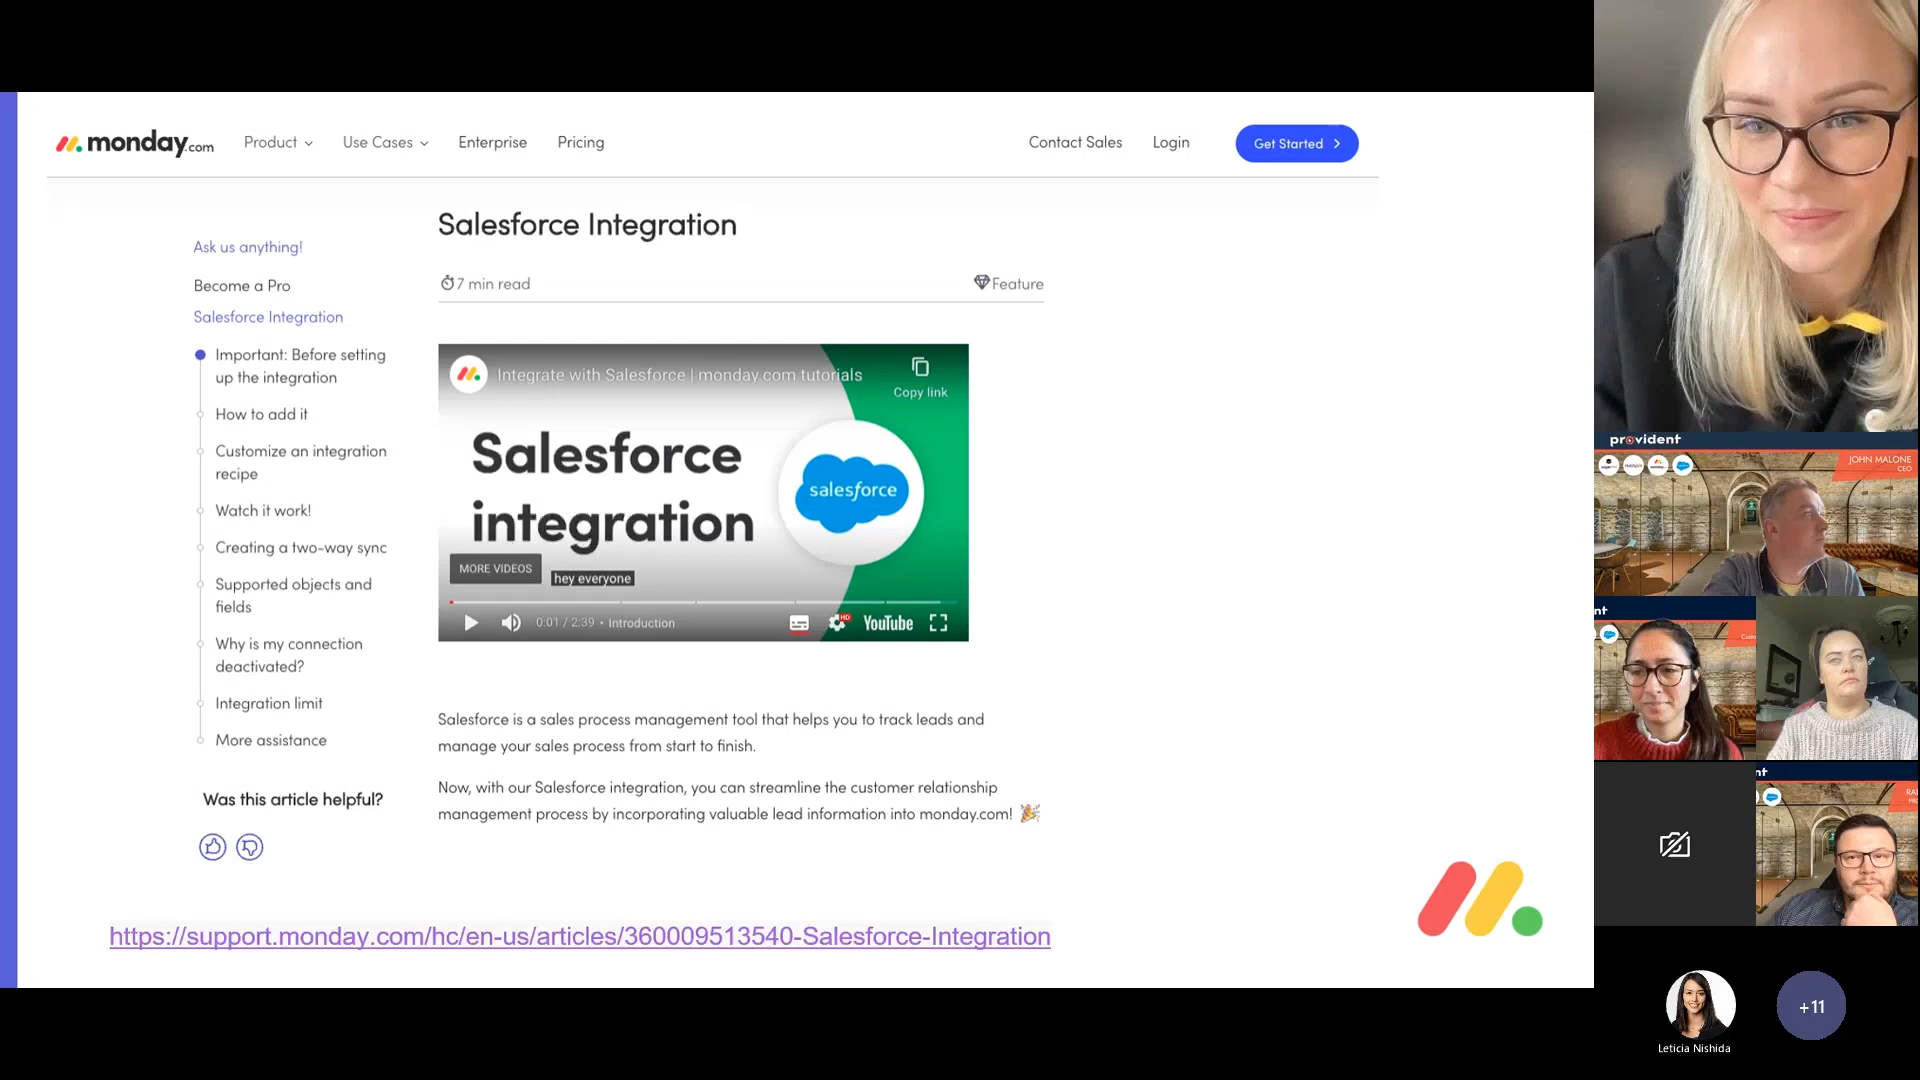 monday.com
Product
Use Cases
Enterprise
Pricing
Contact Sales
Login
Get Started
Salesforce Integration
7 min read
Feature
Ask us anything!
Become a Pro
Salesforce Integration
Important: Before setting
up the integration
How to add it
Customize an integration
recipe
Watch it work!
Creating a two-way sync
Supported objects and
fields
Why is my connection
deactivated?
Integration limit
More assistance
Was this article helpful?
Integrate with Salesforce | monday.com tutorials
Copy link
Salesforce
integration
salesforce
MORE VIDEOS
hey everyone
0:01 / 2:39 • Introduction
HD
YouTube
Salesforce is a sales process management tool that helps you to track leads and
manage your sales process from start to finish.
Now, with our Salesforce integration, you can streamline the customer relationship
management process by incorporating valuable lead information into monday.com!
https://support.monday.com/hc/en-us/articles/360009513540-Salesforce-Integration
provident
JOHN MALONE
CEO
nt
nt
Leticia Nishida
+11